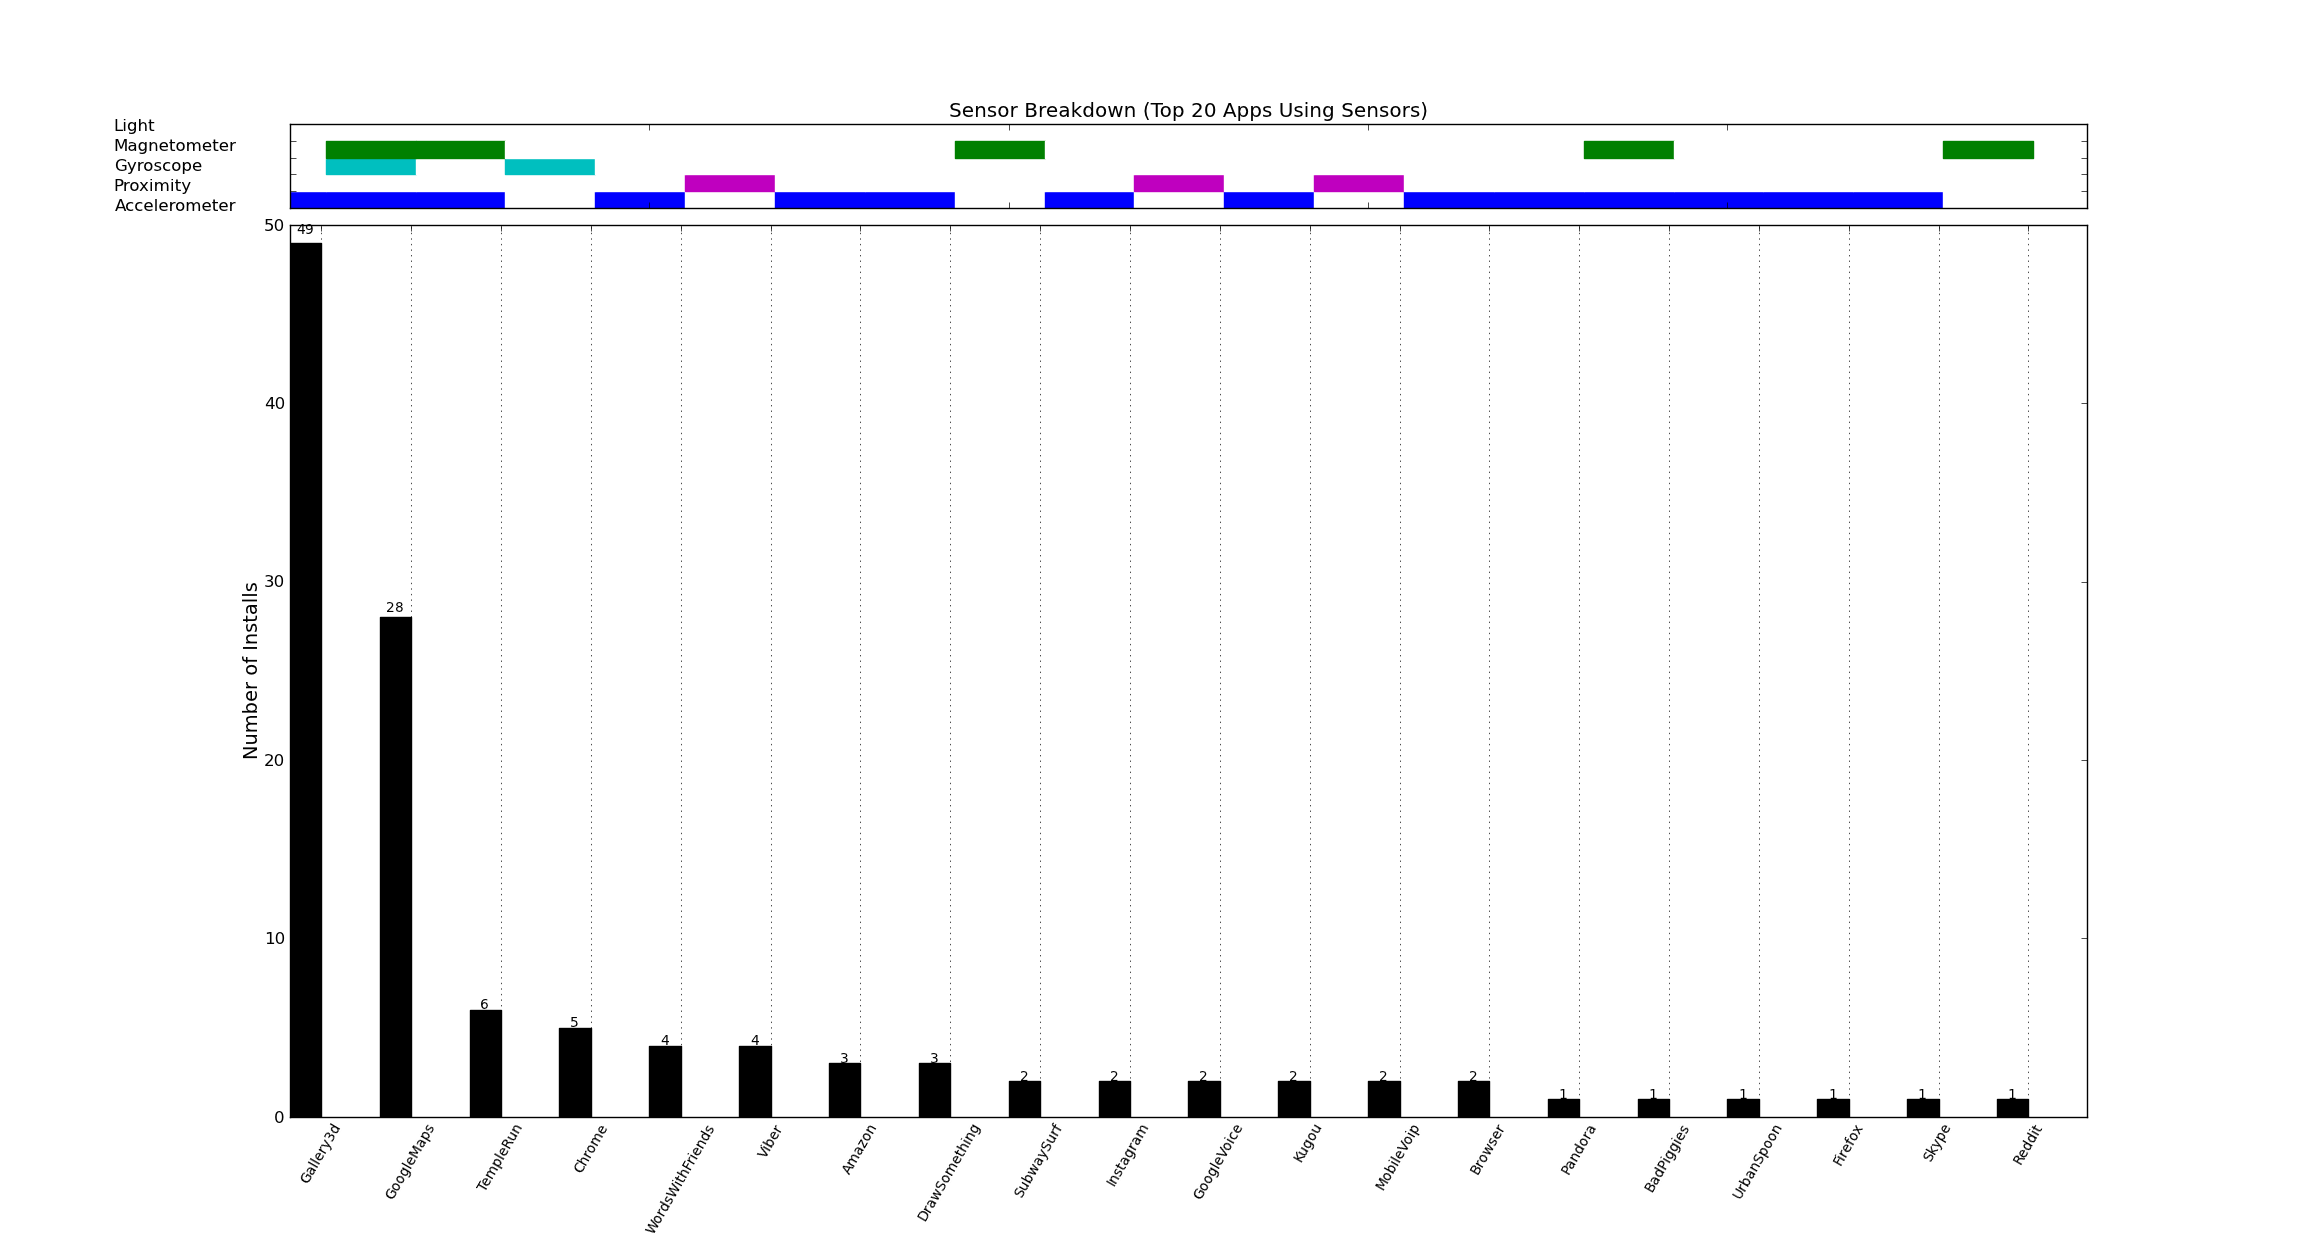 Sensor Breakdown (Top 20 Apps Using Sensors)
Light
Magnetometer
Gyroscope
Proximity
Accelerometer
50
40
30
20
10
0
Number of Installs
49
28
6
5
4
4
3
3
2
2
2
2
2
2
1
1
1
1
1
1
Gallery3d
GoogleMaps
TempleRun
Chrome
WordsWithFriends
Viber
Amazon
DrawSomething
SubwaySurf
Instagram
GoogleVoice
Kugou
MobileVoip
Browser
Pandora
BadPiggies
UrbanSpoon
Firefox
Skype
Reddit